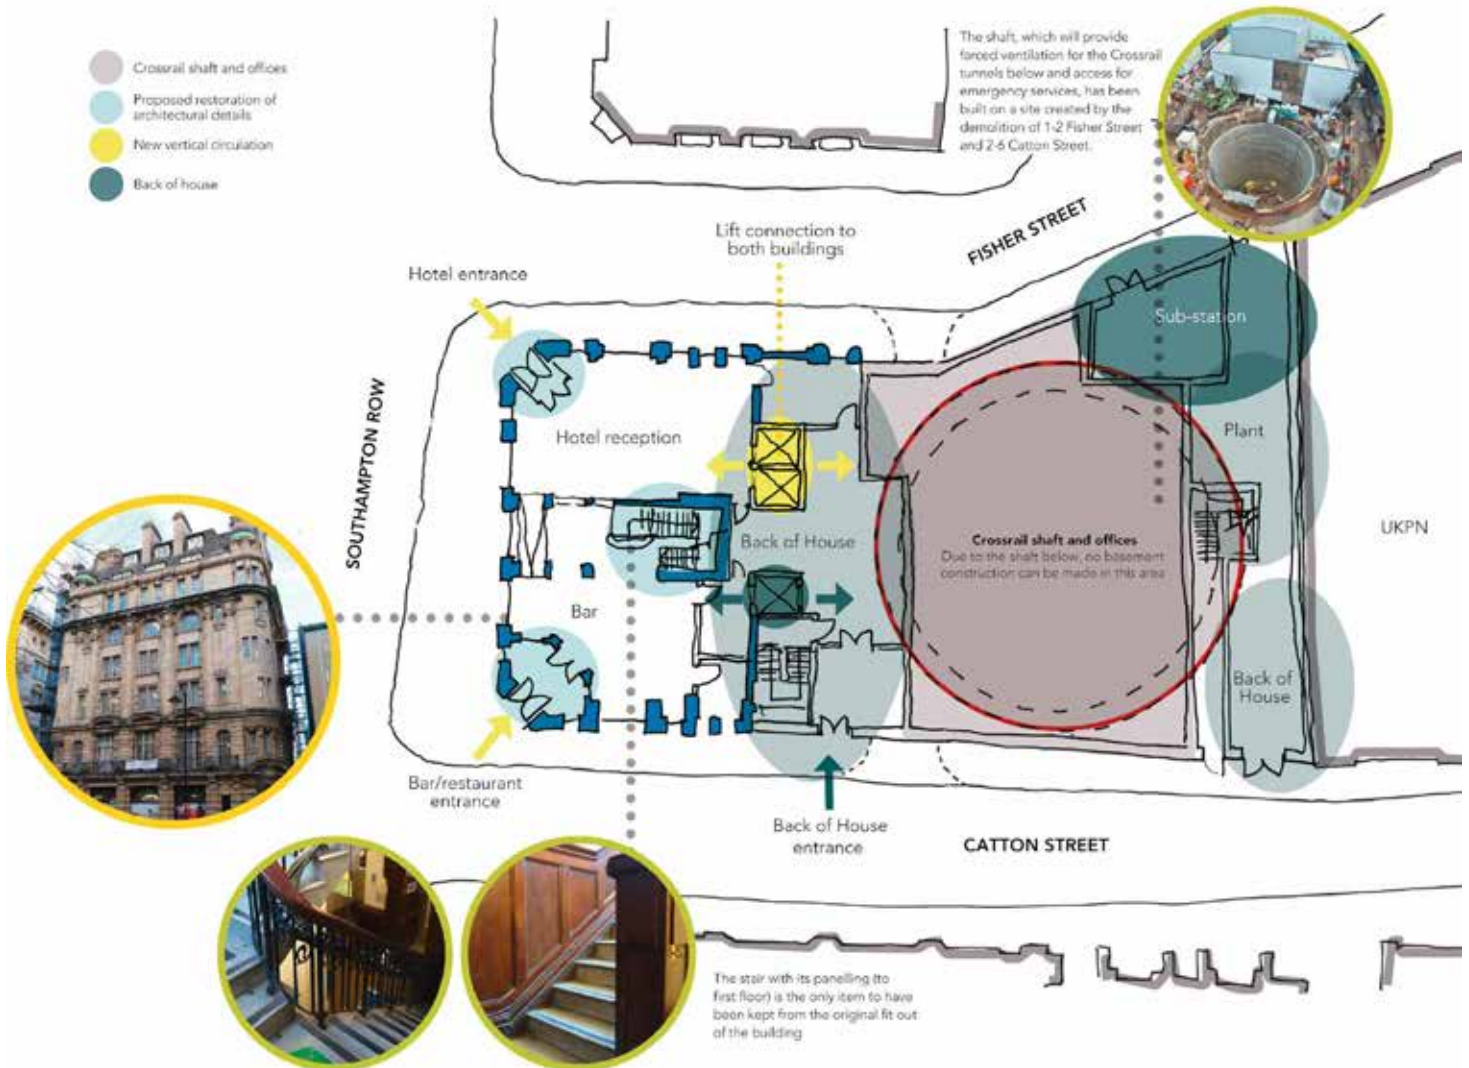 Crossrail shaft and offices
Proposed restoration of
architectural details
New vertical circulation
Back of house
The shaft, which will provide
forced ventilation for the Crossrail
tunnels below and access for
emergency services, has been
built on a site created by the
demolition of 1-2 Fisher Street
and 2-6 Catton Street.
Lift connection to
both buildings
FISHER STREET
Hotel entrance
Sub-station
SOUTHAMPTON ROW
Hotel reception
Plant
UKPN
Back of House
Crossrail shaft and offices
Due to the shaft below, no basement
construction can be made in this area
Bar
Back of
House
Bar/restaurant
entrance
Back of House
entrance
CATTON STREET
The stair with its panelling (to
first floor) is the only item to have
been kept from the original fit out
of the building